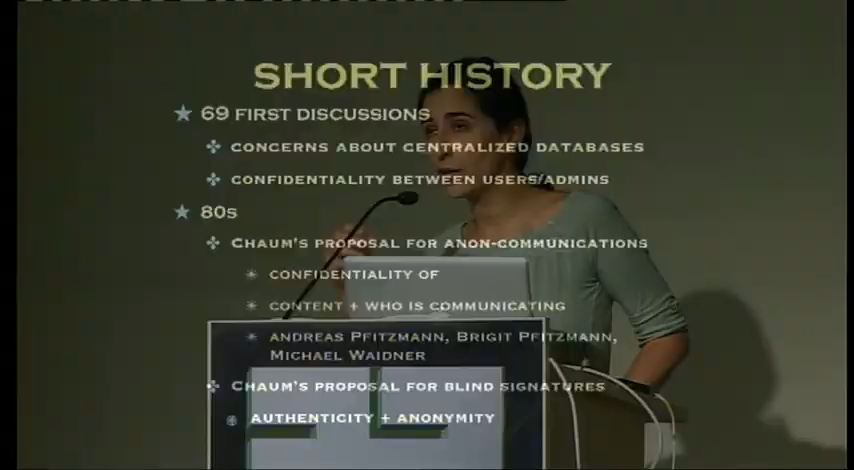 SHORT HISTORY
69 FIRST DISCUSSIONS
CONCERNS ABOUT CENTRALIZED DATABASES
CONFIDENTIALITY BETWEEN USERS/ADMINS
80S
CHAUM'S PROPOSAL FOR ANON-COMMUNICATIONS
CONFIDENTIALITY OF
CONTENT + WHO IS COMMUNICATING
ANDREAS PFITZMANN, BRIGIT PFITZMANN,
MICHAEL WAIDNER
CHAUM'S PROPOSAL FOR BLIND SIGNATURES
AUTHENTICITY + ANONYMITY